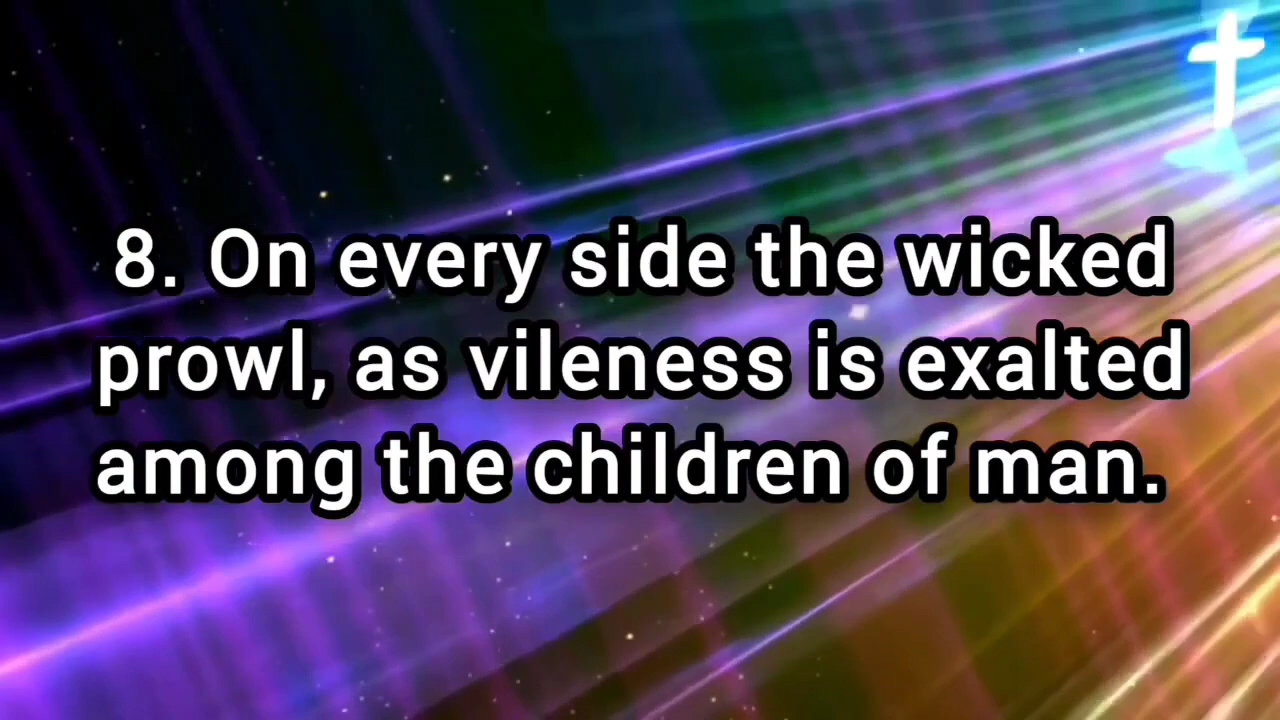 8. On every side the wicked
prowl, as vileness is exalted
among the children of man.